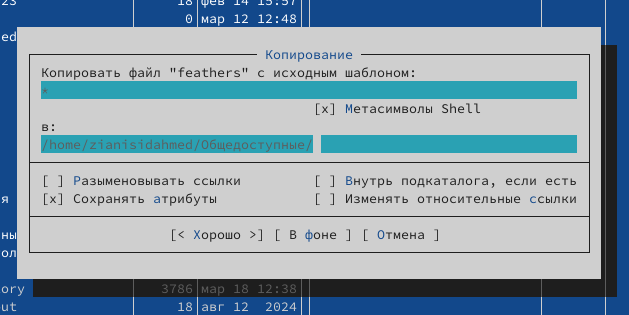 23 18 фев 14 15:57
0 мар 12 12:48
ed
Копирование
Копировать файл "feathers" с исходным шаблоном:
*
[x] Метасимволы Shell
в:
/home/zianisidahmed/Общедоступные/
[ ] Разыменовывать ссылки [ ] Внутрь подкаталога, если есть
я [x] Сохранять атрибуты [ ] Изменять относительные ссылки
ны [< Хорошо >] [ В фоне ] [ Отмена ]
ол
ory 3786 мар 18 12:38
ut 18 авг 12 2024